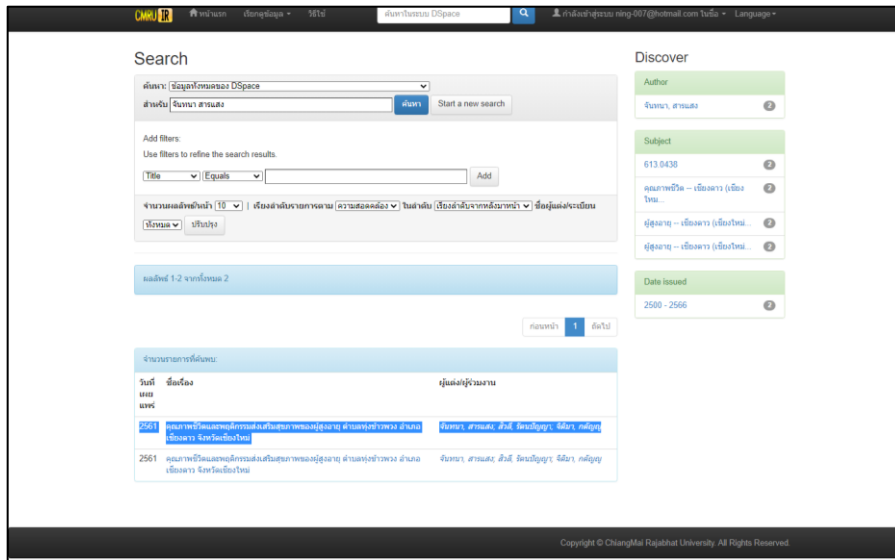 CMRU IR หน้าแรก เรียกดูข้อมูล วิธีใช้ ค้นหาในระบบ DSpace กำลังเข้าสู่ระบบ ning-007@hotmail.com ในชื่อ Language
Search
ค้นหา: ข้อมูลทั้งหมดของ DSpace
สำหรับ จันทนา สารแสง ค้นหา Start a new search
Add filters:
Use filters to refine the search results.
Title Equals Add
จำนวนผลลัพธ์/หน้า 10 | เรียงลำดับรายการตาม ความสอดคล้อง ในลำดับ เรียงลำดับจากหลังมาหน้า ชื่อผู้แต่ง/ระเบียน
ทั้งหมด ปรับปรุง
ผลลัพธ์ 1-2 จากทั้งหมด 2
ก่อนหน้า 1 ถัดไป
จำนวนรายการที่ค้นพบ:
วันที่ ชื่อเรื่อง ผู้แต่ง/ผู้ร่วมงาน
เผย
แพร่
2561 คุณภาพชีวิตและพฤติกรรมส่งเสริมสุขภาพของผู้สูงอายุ ตำบลทุ่งข้าวพวง อำเภอ จันทนา, สารแสง; สิวลี, รัตนปัญญา; จิติมา, กตัญญู
เชียงดาว จังหวัดเชียงใหม่
2561 คุณภาพชีวิตและพฤติกรรมส่งเสริมสุขภาพของผู้สูงอายุ ตำบลทุ่งข้าวพวง อำเภอ จันทนา, สารแสง; สิวลี, รัตนปัญญา; จิติมา, กตัญญู
เชียงดาว จังหวัดเชียงใหม่
Discover
Author
จันทนา, สารแสง 2
Subject
613.0438 2
คุณภาพชีวิต -- เชียงดาว (เชียง
ใหม... 2
ผู้สูงอายุ -- เชียงดาว (เชียงใหม่... 2
ผู้สูงอายุ -- เชียงดาว (เชียงใหม่... 2
Date issued
2500 - 2566 2
Copyright © ChiangMai Rajabhat University. All Rights Reserved.